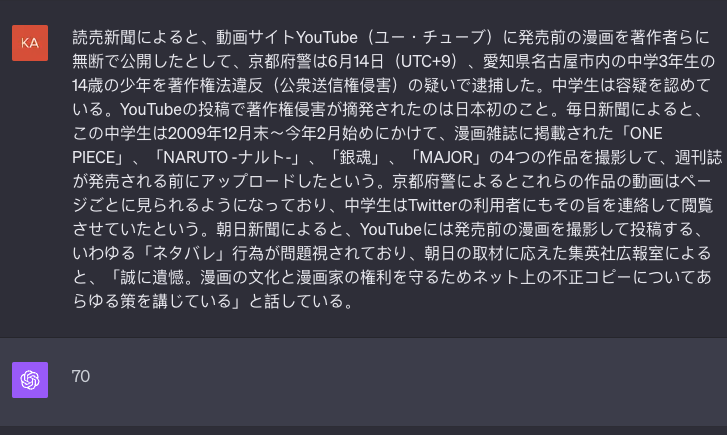 KA
読売新聞によると、動画サイトYouTube（ユー・チューブ）に発売前の漫画を著作者らに
無断で公開したとして、京都府警は6月14日（UTC+9）、愛知県名古屋市内の中学3年生の
14歳の少年を著作権法違反（公衆送信権侵害）の疑いで逮捕した。中学生は容疑を認めて
いる。YouTubeの投稿で著作権侵害が摘発されたのは日本初のこと。毎日新聞によると、
この中学生は2009年12月末〜今年2月始めにかけて、漫画雑誌に掲載された「ONE
PIECE」、「NARUTO -ナルト-」、「銀魂」、「MAJOR」の4つの作品を撮影して、週刊誌
が発売される前にアップロードしたという。京都府警によるとこれらの作品の動画はペー
ジごとに見られるようになっており、中学生はTwitterの利用者にもその旨を連絡して閲覧
させていたという。朝日新聞によると、YouTubeには発売前の漫画を撮影して投稿する、
いわゆる「ネタバレ」行為が問題視されており、朝日の取材に応えた集英社広報室による
と、「誠に遺憾。漫画の文化と漫画家の権利を守るためネット上の不正コピーについてあ
らゆる策を講じている」と話している。
70